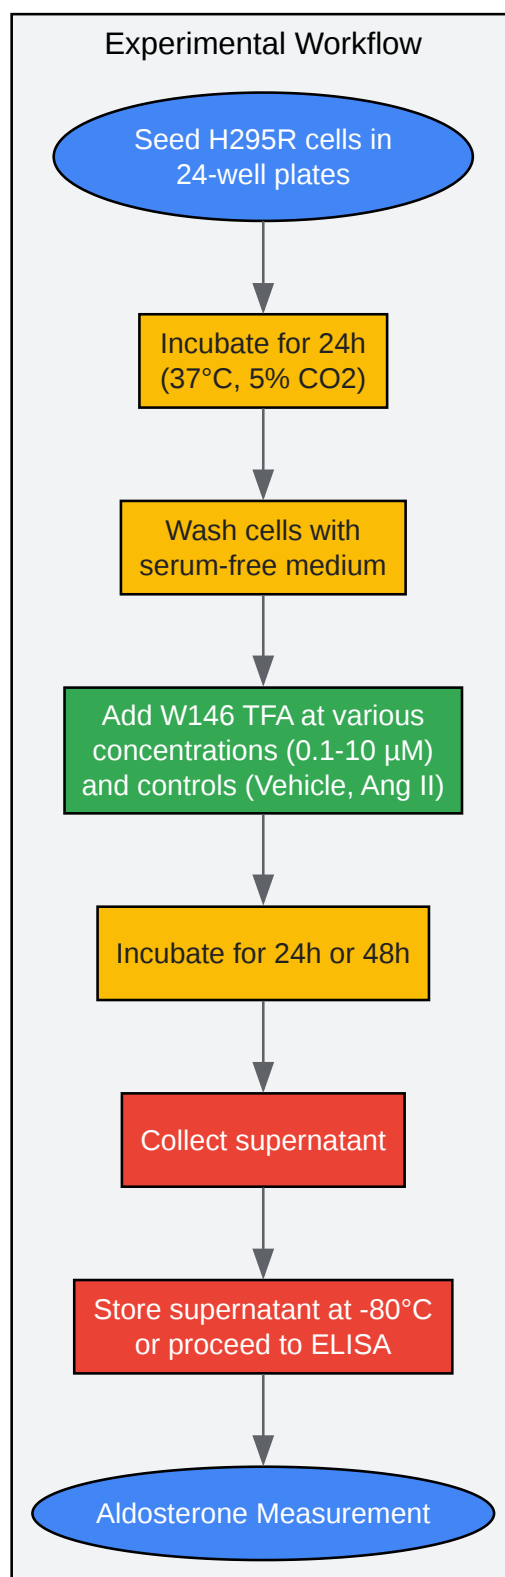 Experimental Workflow
Seed H295R cells in
24-well plates
Incubate for 24h
(37°C, 5% CO2)
Wash cells with
serum-free medium
Add W146 TFA at various
concentrations (0.1-10 µM)
and controls (Vehicle, Ang II)
Incubate for 24h or 48h
Collect supernatant
Store supernatant at -80°C
or proceed to ELISA
Aldosterone Measurement